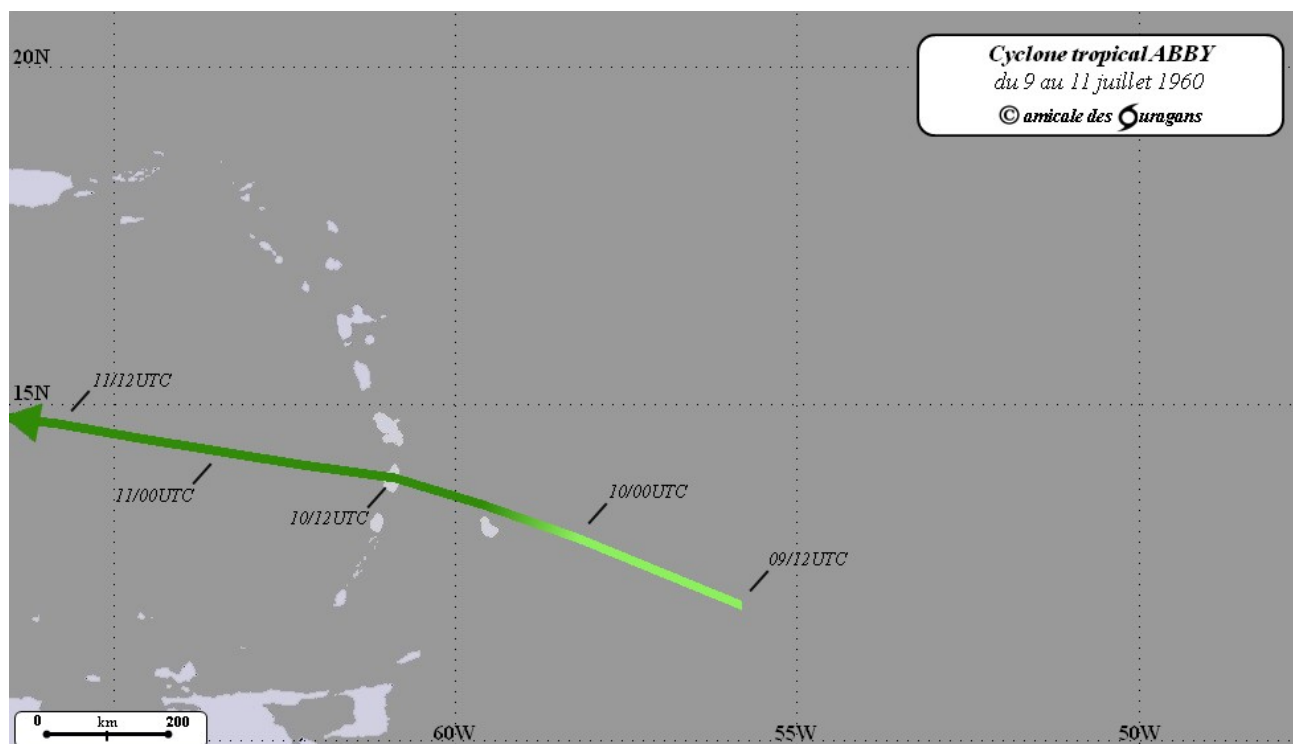 20N
Cyclone tropical ABBY
du 9 au 11 juillet 1960
© amicale des Ouragans
11/12UTC
15N
11/00UTC
10/12UTC
10/00UTC
09/12UTC
0 km 200
60W
55W
50W